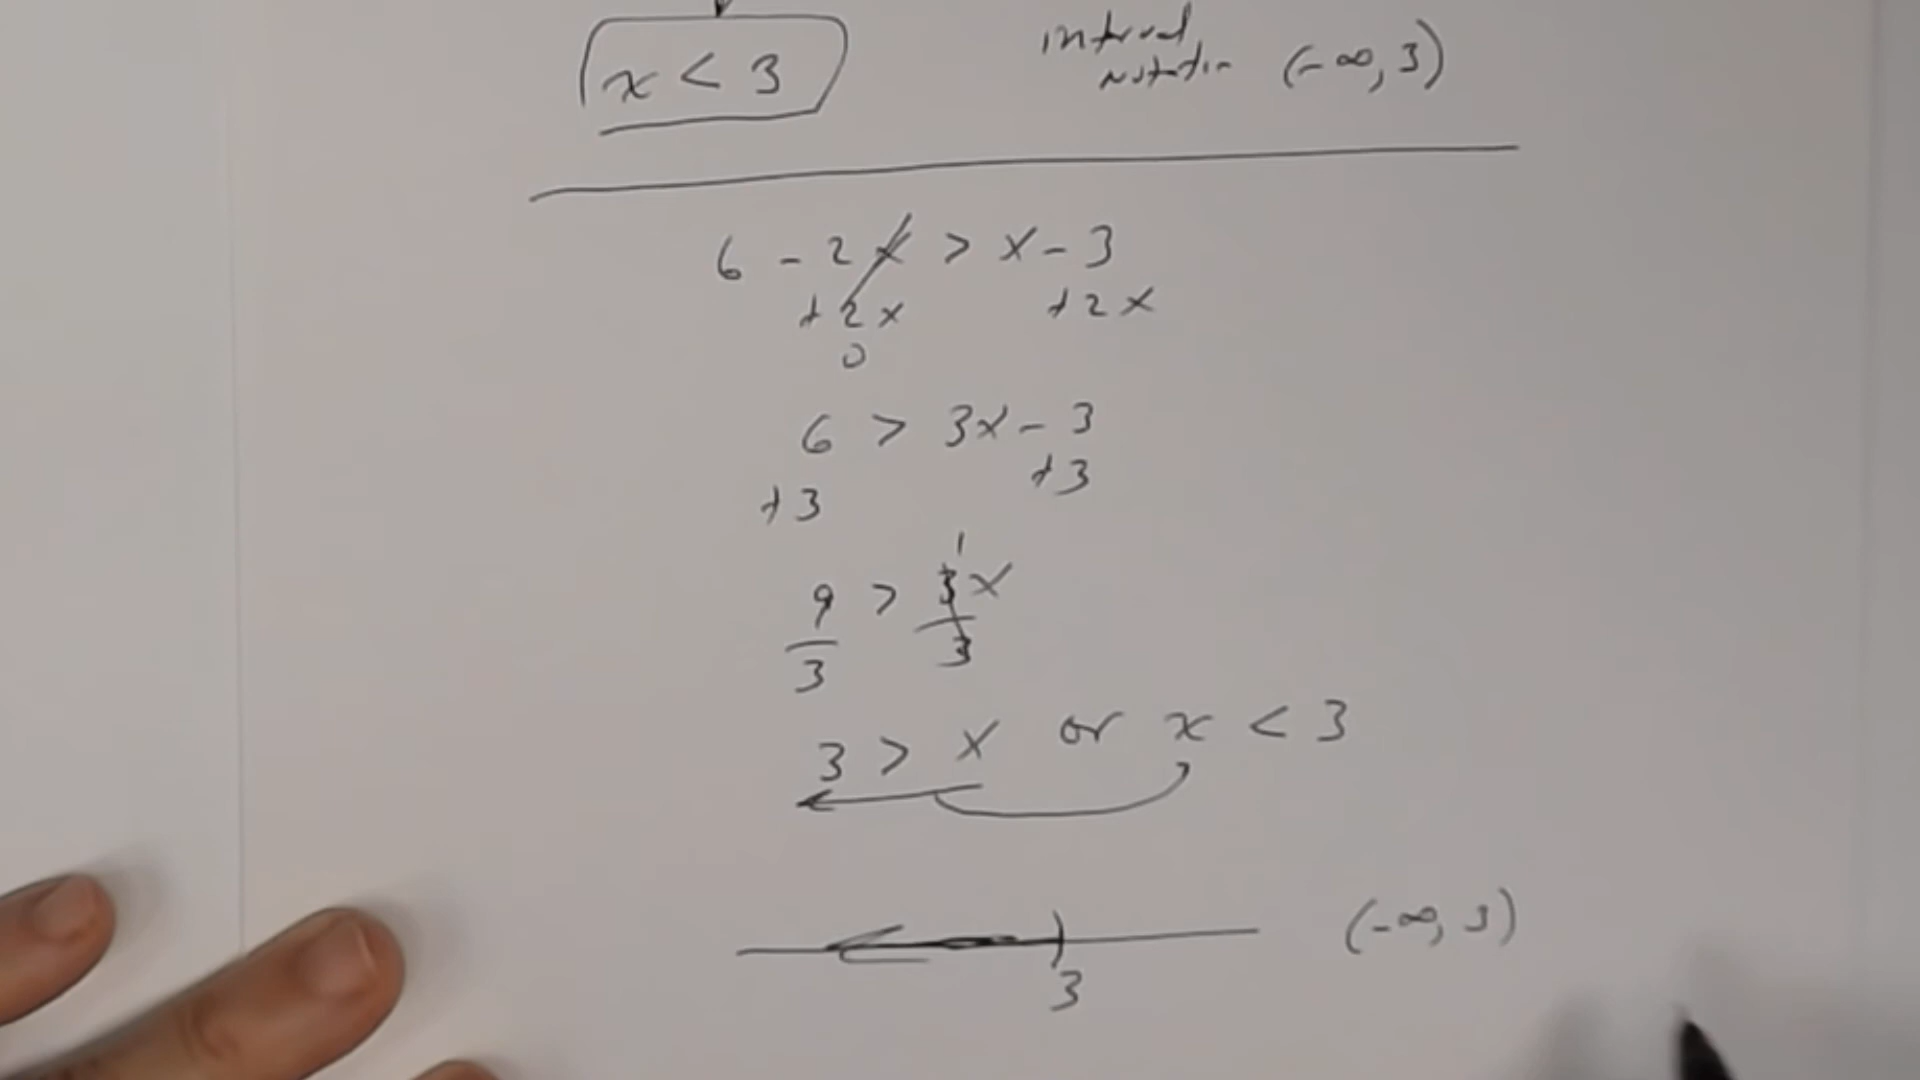 x < 3
interval
notation (-∞, 3)
6 - 2x > x - 3
+2x +2x
0
6 > 3x - 3
+3
+3
1
9 > 3x
3 3
3 > x or x < 3
(-∞, 3)
3